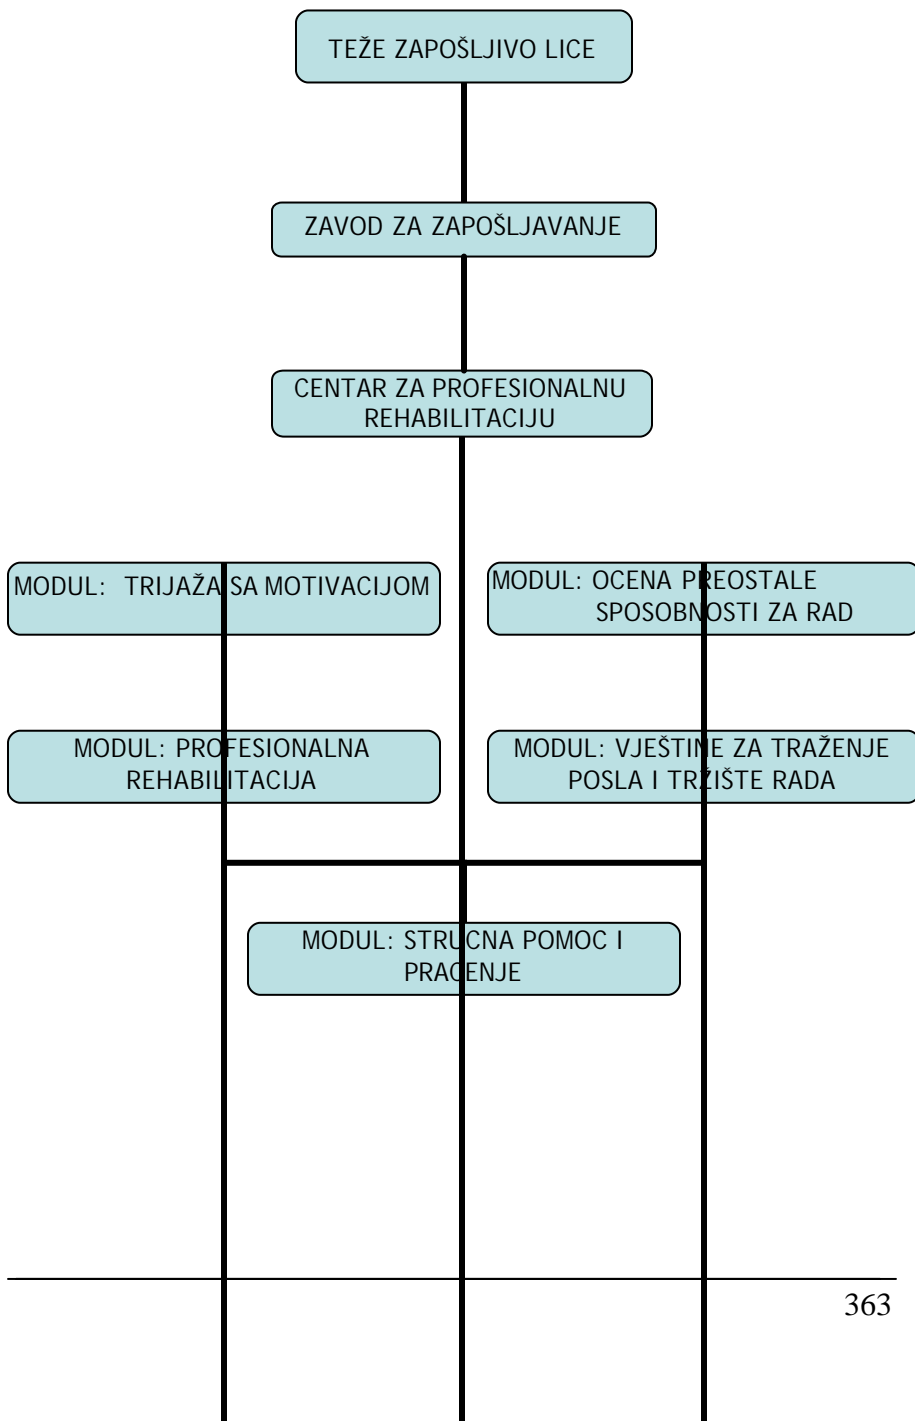 TEŽE ZAPOŠLJIVO LICE
ZAVOD ZA ZAPOŠLJAVANJE
CENTAR ZA PROFESIONALNU
REHABILITACIJU
MODUL: TRIJAŽA SA MOTIVACIJOM
MODUL: OCENA PREOSTALE
SPOSOBNOSTI ZA RAD
MODUL: PROFESIONALNA
REHABILITACIJA
MODUL: VJEŠTINE ZA TRAŽENJE
POSLA I TRŽIŠTE RADA
MODUL: STRUCNA POMOC I
PRACENJE
363